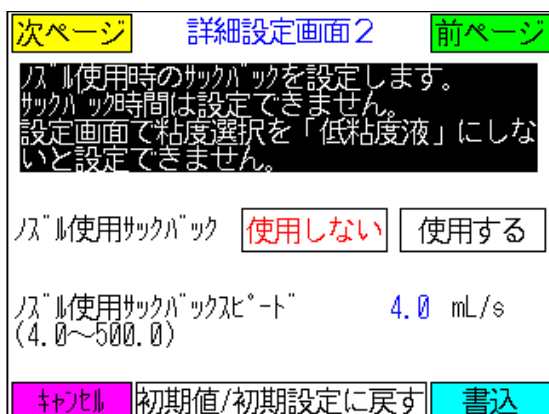 次ページ 詳細設定画面2 前ページ
ﾉｽﾞﾙ使用時のｻｯｸﾊﾞｯｸを設定します。
ｻｯｸﾊﾞｯｸ時間は設定できません。
設定画面で粘度選択を「低粘度液」にしな
いと設定できません。
ﾉｽﾞﾙ使用ｻｯｸﾊﾞｯｸ 使用しない 使用する
ﾉｽﾞﾙ使用ｻｯｸﾊﾞｯｸｽﾋﾟｰﾄﾞ 4.0 mL/s
(4.0～500.0)
ｷｬﾝｾﾙ 初期値/初期設定に戻す 書込